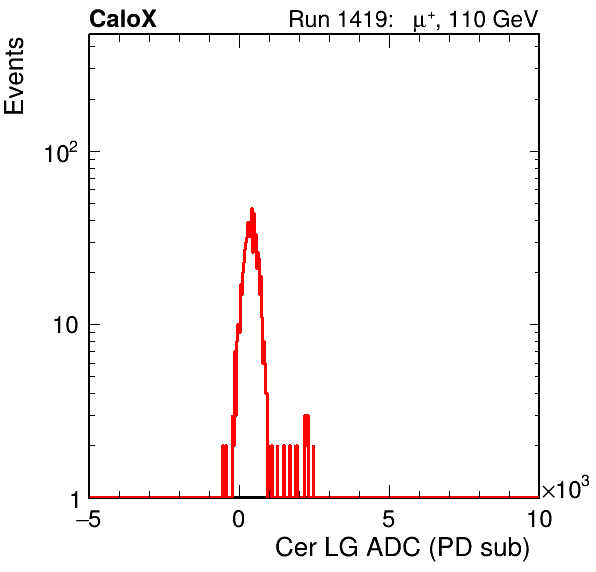 CaloX Run 1419: μ⁺, 110 GeV
Events
10²
10
1
−5 0 5 10
×10³
Cer LG ADC (PD sub)